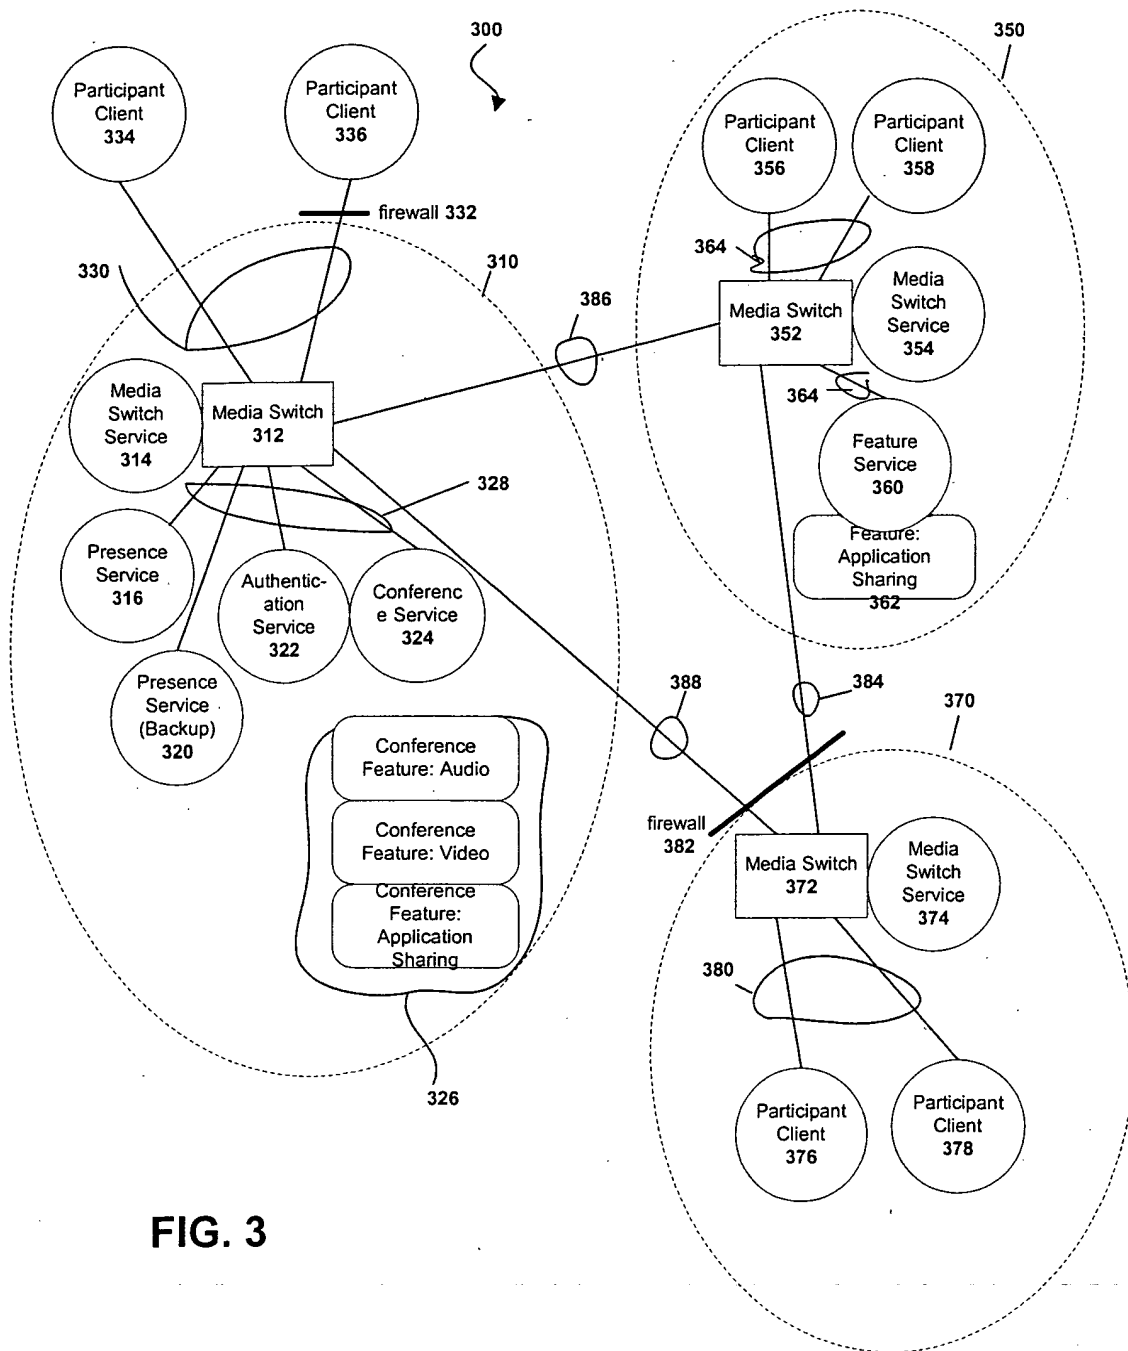 300
350
Participant
Client
334
Participant
Client
336
Participant
Client
356
Participant
Client
358
firewall 332
330
310
364
386
Media Switch
352
Media
Switch
Service
354
364
Media
Switch
Service
314
Media Switch
312
Feature
Service
360
328
Feature:
Application
Sharing
362
Presence
Service
316
Authentic-
ation
Service
322
Conferenc
e Service
324
Presence
Service
(Backup)
320
388
384
370
Conference
Feature: Audio
Conference
Feature: Video
Conference
Feature:
Application
Sharing
326
firewall
382
Media Switch
372
Media
Switch
Service
374
380
Participant
Client
376
Participant
Client
378
FIG. 3